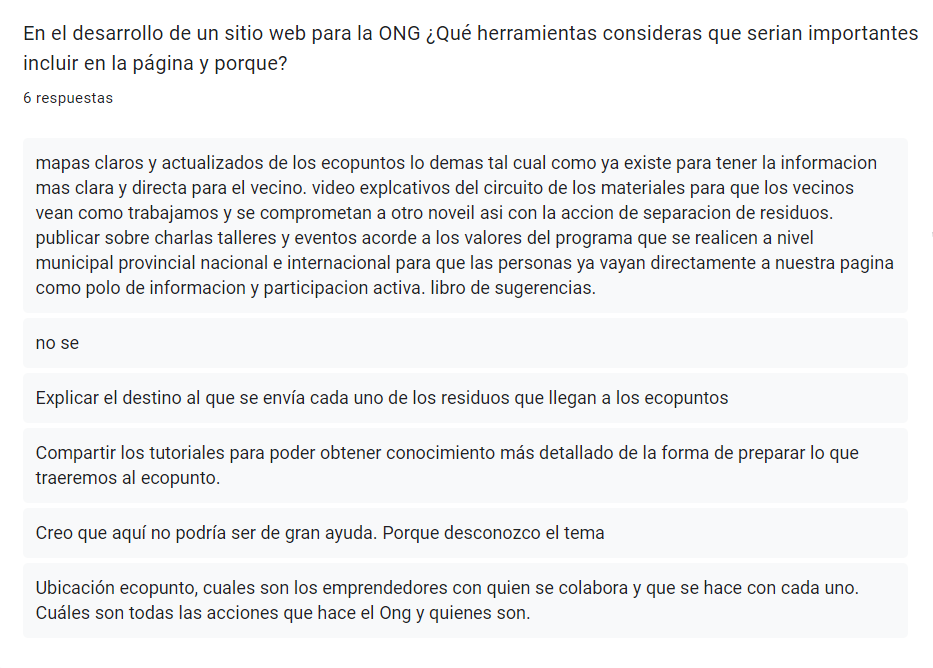 En el desarrollo de un sitio web para la ONG ¿Qué herramientas consideras que serian importantes
incluir en la página y porque?
6 respuestas
mapas claros y actualizados de los ecopuntos lo demas tal cual como ya existe para tener la informacion
mas clara y directa para el vecino. video explcativos del circuito de los materiales para que los vecinos
vean como trabajamos y se comprometan a otro noveil asi con la accion de separacion de residuos.
publicar sobre charlas talleres y eventos acorde a los valores del programa que se realicen a nivel
municipal provincial nacional e internacional para que las personas ya vayan directamente a nuestra pagina
como polo de informacion y participacion activa. libro de sugerencias.
no se
Explicar el destino al que se envía cada uno de los residuos que llegan a los ecopuntos
Compartir los tutoriales para poder obtener conocimiento más detallado de la forma de preparar lo que
traeremos al ecopunto.
Creo que aquí no podría ser de gran ayuda. Porque desconozco el tema
Ubicación ecopunto, cuales son los emprendedores con quien se colabora y que se hace con cada uno.
Cuáles son todas las acciones que hace el Ong y quienes son.